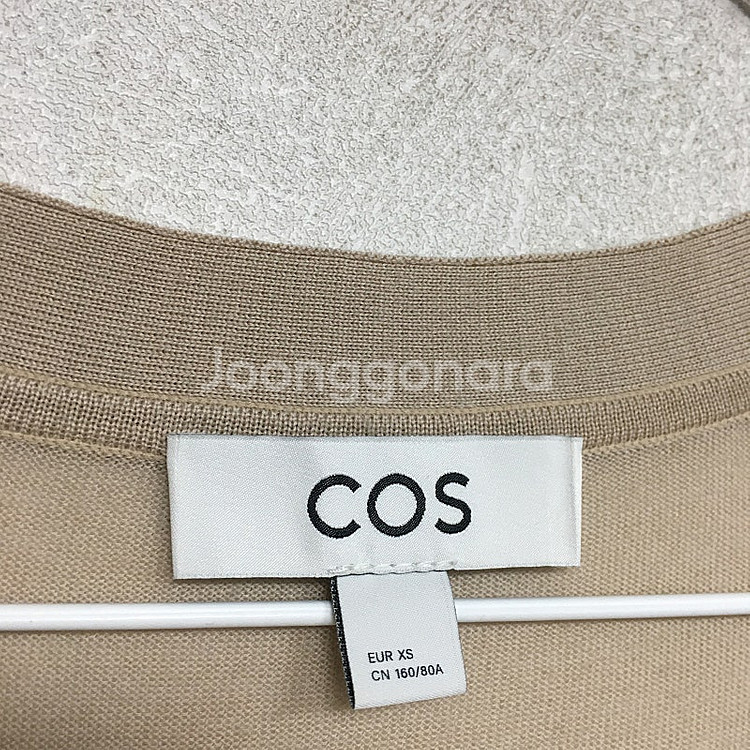 Joonggonara
COS
EUR XS
CN 160/80A